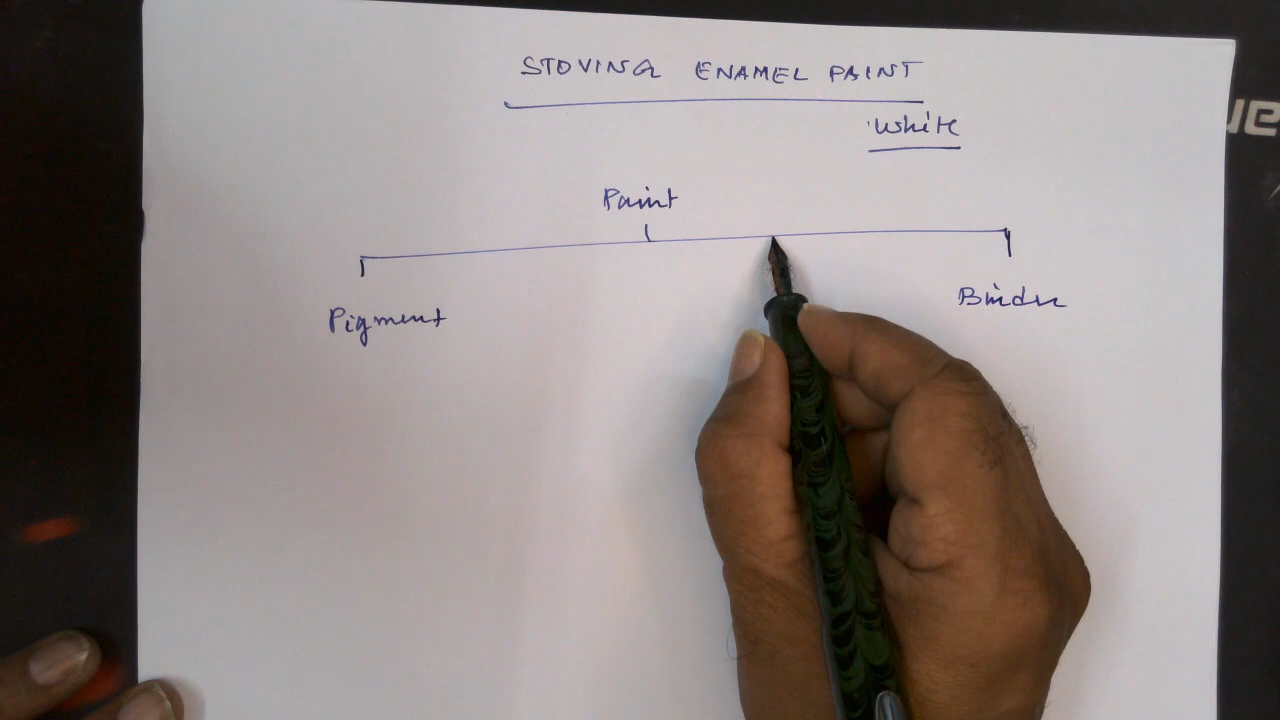 STOVING ENAMEL PAINT
White
Paint
Pigment
Binder